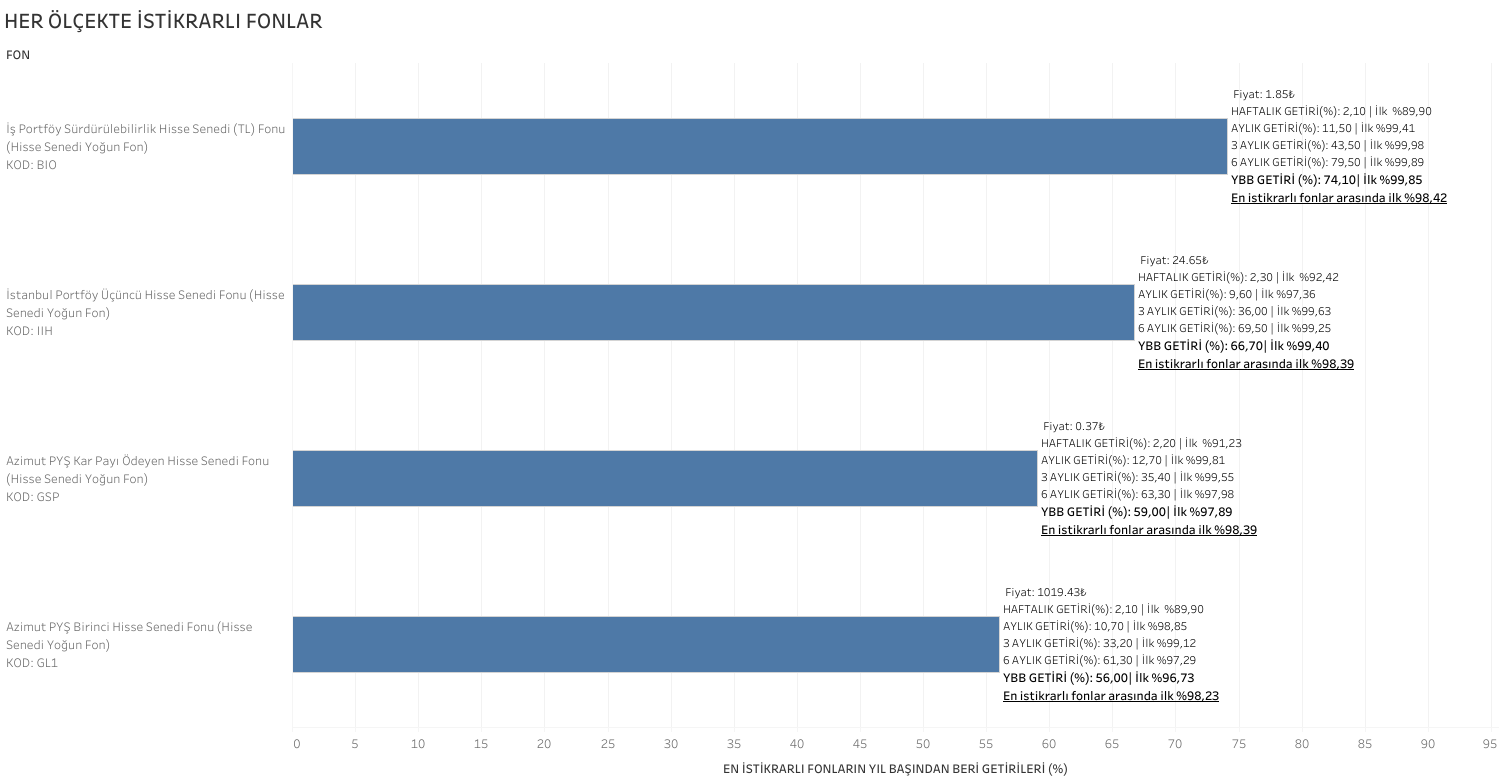 HER ÖLÇEKTE İSTİKRARLI FONLAR
FON
İş Portföy Sürdürülebilirlik Hisse Senedi (TL) Fonu
(Hisse Senedi Yoğun Fon)
KOD: BIO
Fiyat: 1.85₺
HAFTALIK GETİRİ(%): 2,10 | İlk  %89,90
AYLIK GETİRİ(%): 11,50 | İlk %99,41
3 AYLIK GETİRİ(%): 43,50 | İlk %99,98
6 AYLIK GETİRİ(%): 79,50 | İlk %99,89
YBB GETİRİ (%): 74,10| İlk %99,85
En istikrarlı fonlar arasında ilk %98,42
İstanbul Portföy Üçüncü Hisse Senedi Fonu (Hisse
Senedi Yoğun Fon)
KOD: IIH
Fiyat: 24.65₺
HAFTALIK GETİRİ(%): 2,30 | İlk  %92,42
AYLIK GETİRİ(%): 9,60 | İlk %97,36
3 AYLIK GETİRİ(%): 36,00 | İlk %99,63
6 AYLIK GETİRİ(%): 69,50 | İlk %99,25
YBB GETİRİ (%): 66,70| İlk %99,40
En istikrarlı fonlar arasında ilk %98,39
Azimut PYŞ Kar Payı Ödeyen Hisse Senedi Fonu
(Hisse Senedi Yoğun Fon)
KOD: GSP
Fiyat: 0.37₺
HAFTALIK GETİRİ(%): 2,20 | İlk  %91,23
AYLIK GETİRİ(%): 12,70 | İlk %99,81
3 AYLIK GETİRİ(%): 35,40 | İlk %99,55
6 AYLIK GETİRİ(%): 63,30 | İlk %97,98
YBB GETİRİ (%): 59,00| İlk %97,89
En istikrarlı fonlar arasında ilk %98,39
Azimut PYŞ Birinci Hisse Senedi Fonu (Hisse
Senedi Yoğun Fon)
KOD: GL1
Fiyat: 1019.43₺
HAFTALIK GETİRİ(%): 2,10 | İlk  %89,90
AYLIK GETİRİ(%): 10,70 | İlk %98,85
3 AYLIK GETİRİ(%): 33,20 | İlk %99,12
6 AYLIK GETİRİ(%): 61,30 | İlk %97,29
YBB GETİRİ (%): 56,00| İlk %96,73
En istikrarlı fonlar arasında ilk %98,23
0 5 10 15 20 25 30 35 40 45 50 55 60 65 70 75 80 85 90 95
EN İSTİKRARLI FONLARIN YIL BAŞINDAN BERİ GETİRİLERİ (%)